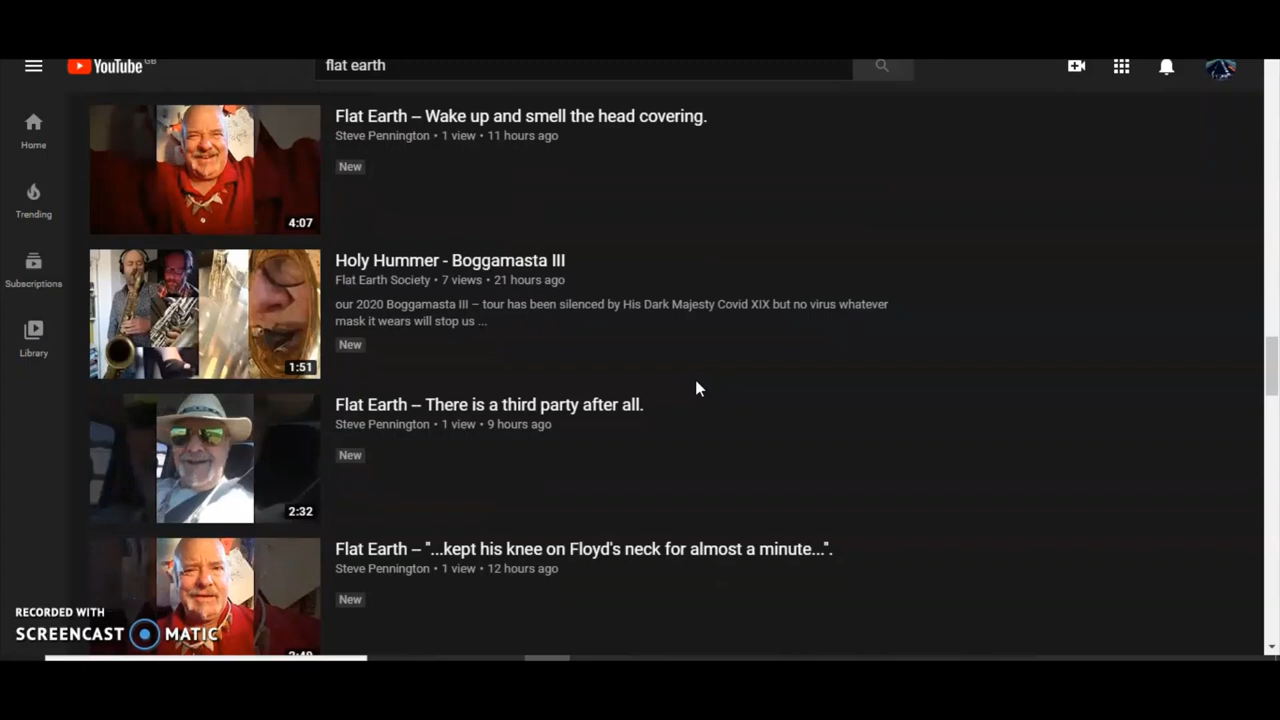 YouTube GB
flat earth
Home
Trending
Subscriptions
Library
Flat Earth -- Wake up and smell the head covering.
Steve Pennington • 1 view • 11 hours ago
New
4:07
Holy Hummer - Boggamasta III
Flat Earth Society • 7 views • 21 hours ago
our 2020 Boggamasta III – tour has been silenced by His Dark Majesty Covid XIX but no virus whatever
mask it wears will stop us ...
New
1:51
Flat Earth -- There is a third party after all.
Steve Pennington • 1 view • 9 hours ago
New
2:32
Flat Earth -- "...kept his knee on Floyd's neck for almost a minute...".
Steve Pennington • 1 view • 12 hours ago
New
RECORDED WITH
SCREENCAST MATIC